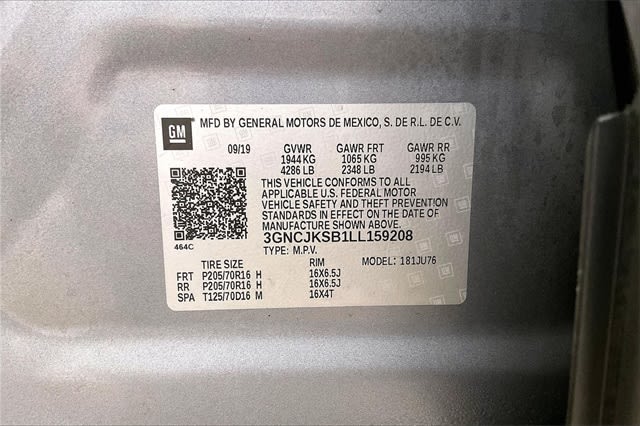 GM MFD BY GENERAL MOTORS DE MEXICO, S. DE R.L. DE C.V.
09/19 GVWR GAWR FRT GAWR RR
1944 KG 1065 KG 995 KG
4286 LB 2348 LB 2194 LB
THIS VEHICLE CONFORMS TO ALL
APPLICABLE U.S. FEDERAL MOTOR
VEHICLE SAFETY AND THEFT PREVENTION
STANDARDS IN EFFECT ON THE DATE
OF MANUFACTURE SHOWN ABOVE.
464C 3GNCJKSB1LL159208
TYPE: M.P.V.
TIRE SIZE RIM MODEL: 181JU76
FRT P205/70R16 H 16X6.5J
RR P205/70R16 H 16X6.5J
SPA T125/70D16 M 16X4T